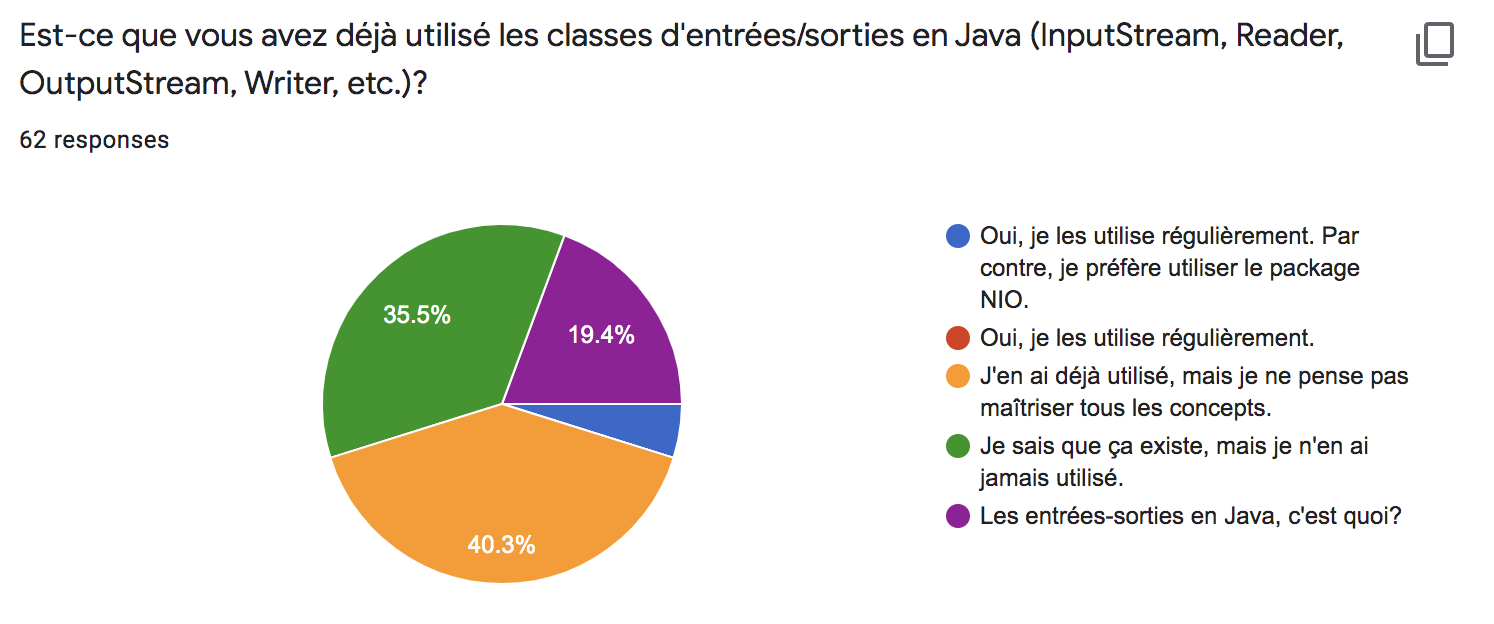 Est-ce que vous avez déjà utilisé les classes d'entrées/sorties en Java (InputStream, Reader,
OutputStream, Writer, etc.)?
62 responses
35.5%
19.4%
40.3%
Oui, je les utilise régulièrement. Par
contre, je préfère utiliser le package
NIO.
Oui, je les utilise régulièrement.
J'en ai déjà utilisé, mais je ne pense pas
maîtriser tous les concepts.
Je sais que ça existe, mais je n'en ai
jamais utilisé.
Les entrées-sorties en Java, c'est quoi?